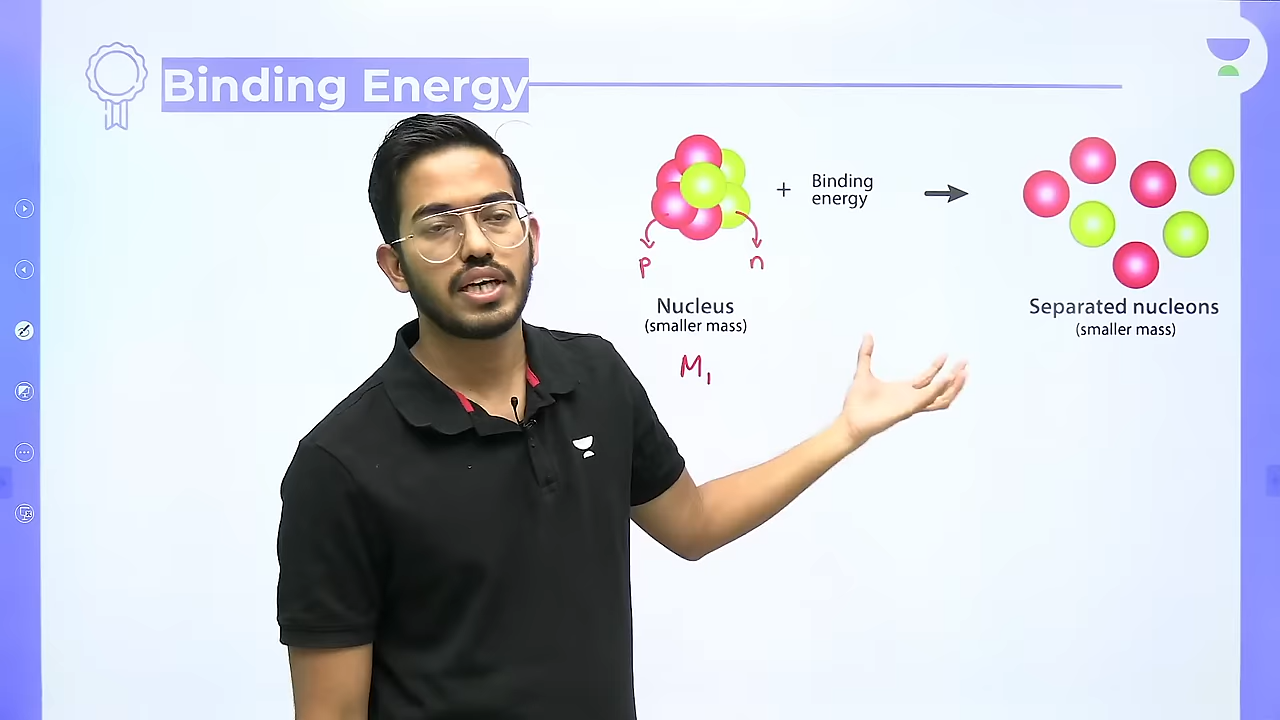 Binding Energy
+ Binding
energy
p
n
Nucleus
(smaller mass)
Separated nucleons
(smaller mass)
M₁